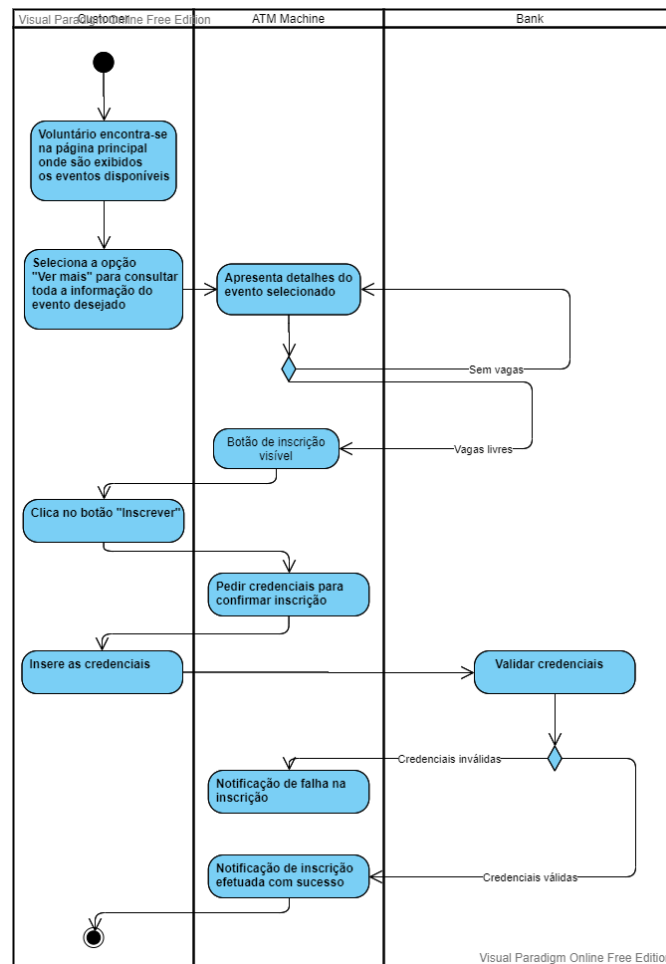 Visual Paradigm Online Free Edition
Customer
ATM Machine
Bank
Voluntário encontra-se
na página principal
onde são exibidos
os eventos disponíveis
Seleciona a opção
"Ver mais" para consultar
toda a informação do
evento desejado
Apresenta detalhes do
evento selecionado
Sem vagas
Vagas livres
Botão de inscrição
visível
Clica no botão "Inscrever"
Pedir credenciais para
confirmar inscrição
Insere as credenciais
Validar credenciais
Credenciais inválidas
Notificação de falha na
inscrição
Notificação de inscrição
efetuada com sucesso
Credenciais válidas
Visual Paradigm Online Free Edition